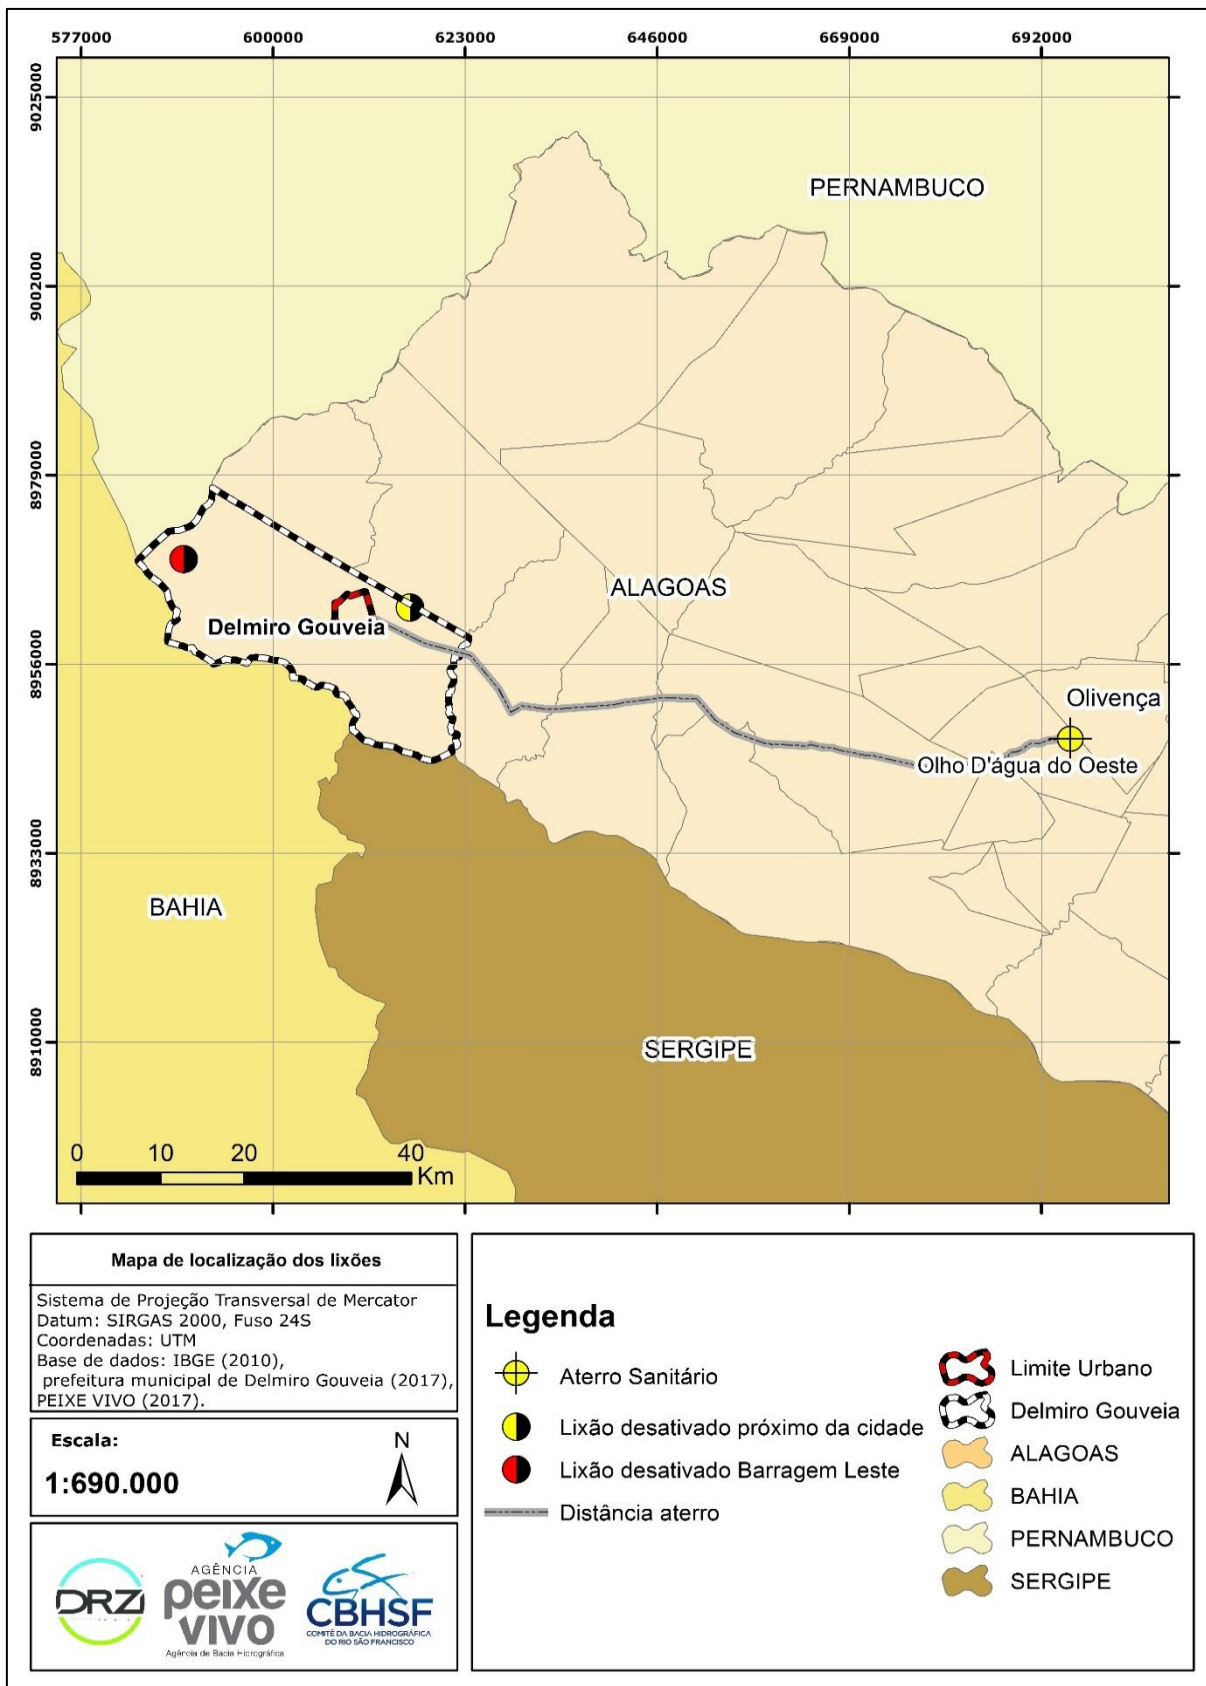 577000 600000 623000 646000 669000 692000
9025000
9002000
8979000
8956000
8933000
8910000
PERNAMBUCO
ALAGOAS
Delmiro Gouveia
Olivença
Olho D'água do Oeste
BAHIA
SERGIPE
0 10 20 40
Km
Mapa de localização dos lixões
Sistema de Projeção Transversal de Mercator
Datum: SIRGAS 2000, Fuso 24S
Coordenadas: UTM
Base de dados: IBGE (2010),
prefeitura municipal de Delmiro Gouveia (2017),
PEIXE VIVO (2017).
Escala:
1:690.000
N
DRZ
AGÊNCIA
peixe
vivo
Agência de Bacia Hidrográfica
CBHSF
COMITÊ DA BACIA HIDROGRÁFICA
DO RIO SÃO FRANCISCO
Legenda
Aterro Sanitário
Lixão desativado próximo da cidade
Lixão desativado Barragem Leste
Distância aterro
Limite Urbano
Delmiro Gouveia
ALAGOAS
BAHIA
PERNAMBUCO
SERGIPE